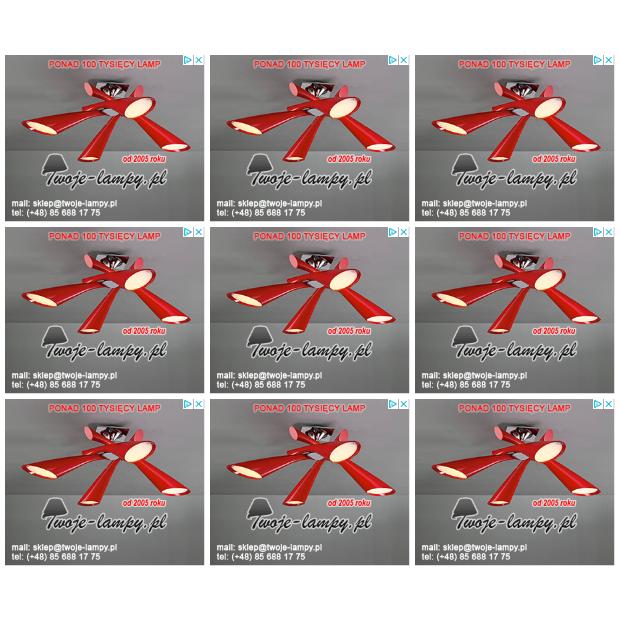 PONAD 100 TYSIĘCY LAMP
od 2005 roku
Twoje-lampy.pl
mail: sklep@twoje-lampy.pl
tel: (+48) 85 688 17 75
PONAD 100 TYSIĘCY LAMP
od 2005 roku
Twoje-lampy.pl
mail: sklep@twoje-lampy.pl
tel: (+48) 85 688 17 75
PONAD 100 TYSIĘCY LAMP
od 2005 roku
Twoje-lampy.pl
mail: sklep@twoje-lampy.pl
tel: (+48) 85 688 17 75
PONAD 100 TYSIĘCY LAMP
od 2005 roku
Twoje-lampy.pl
mail: sklep@twoje-lampy.pl
tel: (+48) 85 688 17 75
PONAD 100 TYSIĘCY LAMP
od 2005 roku
Twoje-lampy.pl
mail: sklep@twoje-lampy.pl
tel: (+48) 85 688 17 75
PONAD 100 TYSIĘCY LAMP
od 2005 roku
Twoje-lampy.pl
mail: sklep@twoje-lampy.pl
tel: (+48) 85 688 17 75
PONAD 100 TYSIĘCY LAMP
od 2005 roku
Twoje-lampy.pl
mail: sklep@twoje-lampy.pl
tel: (+48) 85 688 17 75
PONAD 100 TYSIĘCY LAMP
od 2005 roku
Twoje-lampy.pl
mail: sklep@twoje-lampy.pl
tel: (+48) 85 688 17 75
PONAD 100 TYSIĘCY LAMP
od 2005 roku
Twoje-lampy.pl
mail: sklep@twoje-lampy.pl
tel: (+48) 85 688 17 75